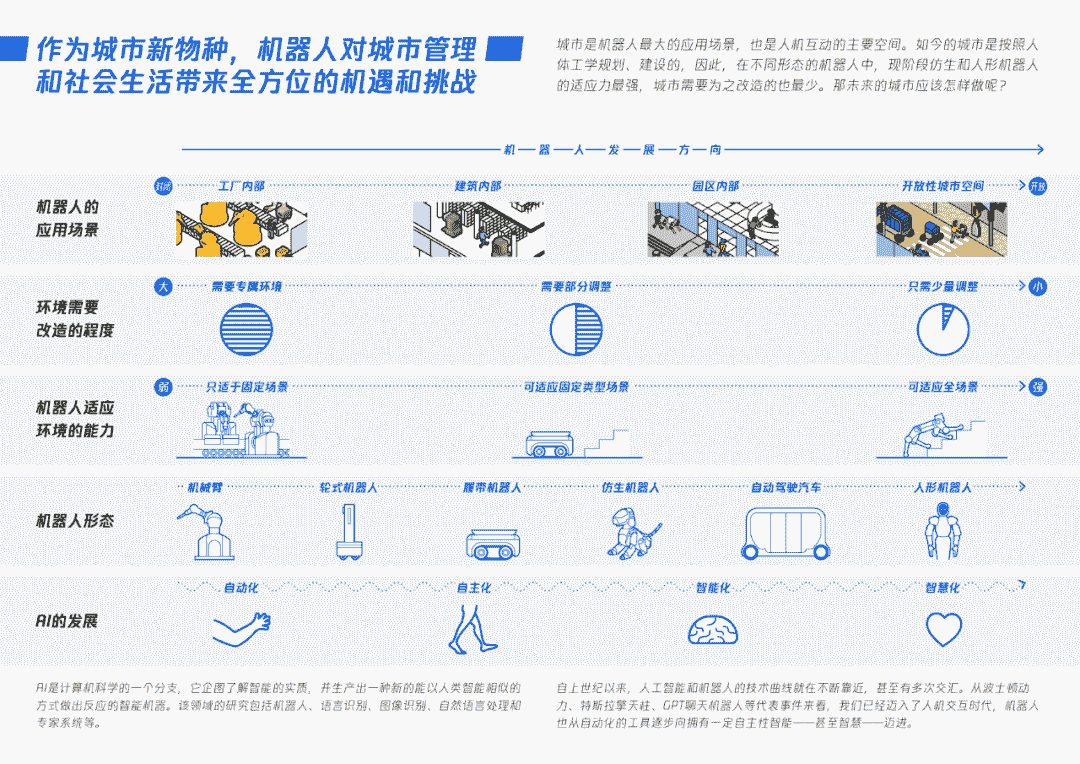 作为城市新物种，机器人对城市管理
和社会生活带来全方位的机遇和挑战
城市是机器人最大的应用场景，也是人机互动的主要空间。如今的城市是按照人
体工学规划、建设的，因此，在不同形态的机器人中，现阶段仿生和人形机器人
的适应力最强，城市需要为之改造的也最少。那未来的城市应该怎样做呢？
机器人发展方向
机器人的
应用场景
封闭 工厂内部 建筑内部 园区内部 开放性城市空间 开放
环境需要
改造的程度
大 需要专属环境 需要部分调整 只需少量调整 小
机器人适应
环境的能力
弱 只适于固定场景 可适应固定类型场景 可适应全场景 强
机器人形态
机械臂 轮式机器人 履带机器人 仿生机器人 自动驾驶汽车 人形机器人
AI的发展
自动化 自主化 智能化 智慧化
AI是计算机科学的一个分支，它企图了解智能的实质，并生产出一种新的能以人类智能相似的
方式做出反应的智能机器。该领域的研究包括机器人、语言识别、图像识别、自然语言处理和
专家系统等。
自上世纪以来，人工智能和机器人的技术曲线就在不断靠近，甚至有多次交汇。从波士顿动
力、特斯拉擎天柱、GPT聊天机器人等代表事件来看，我们已经迈入了人机交互时代，机器人
也从自动化的工具逐步向拥有一定自主性智能——甚至智慧——迈进。